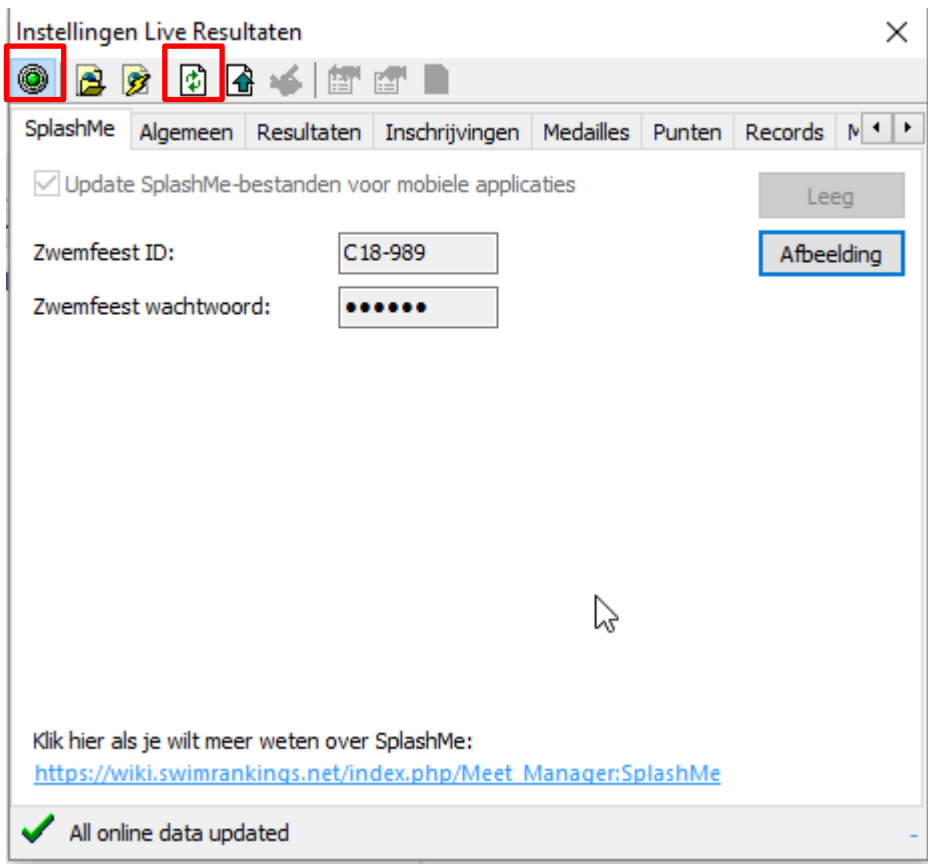 Instellingen Live Resultaten
SplashMe Algemeen Resultaten Inschrijvingen Medailles Punten Records
Update SplashMe-bestanden voor mobiele applicaties
Leeg
Zwemfeest ID: C18-989
Afbeelding
Zwemfeest wachtwoord: ●●●●●●
Klik hier als je wilt meer weten over SplashMe:
https://wiki.swimrankings.net/index.php/Meet_Manager:SplashMe
All online data updated